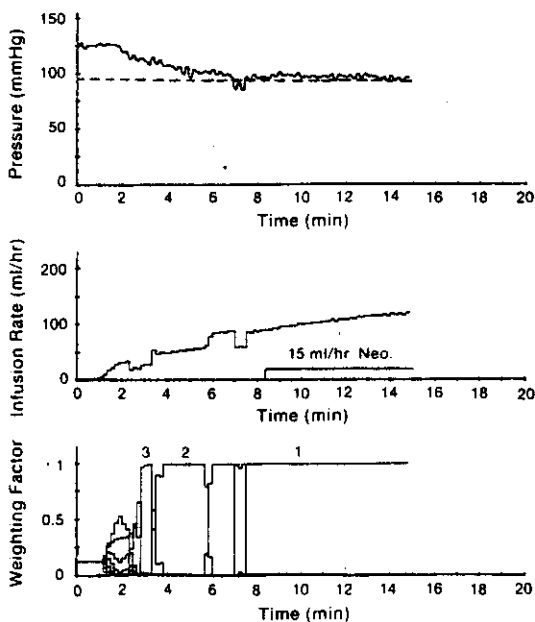 Pressure (mmHg)
150
100
50
0
0 2 4 6 8 10 12 14 16 18 20
Time (min)
Infusion Rate (ml/hr)
200
100
0
15 ml/hr Neo.
0 2 4 6 8 10 12 14 16 18 20
Time (min)
Weighting Factor
3 2 1
1
0.5
0
0 2 4 6 8 10 12 14 16 18 20
Time (min)